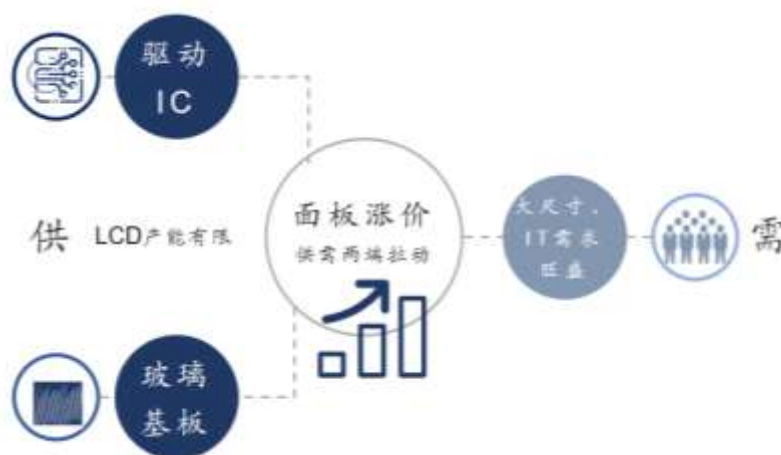 驱动
IC
供
LCD产能有限
面板涨价
供需两端拉动
大尺寸、
IT需求
旺盛
需
玻璃
基板